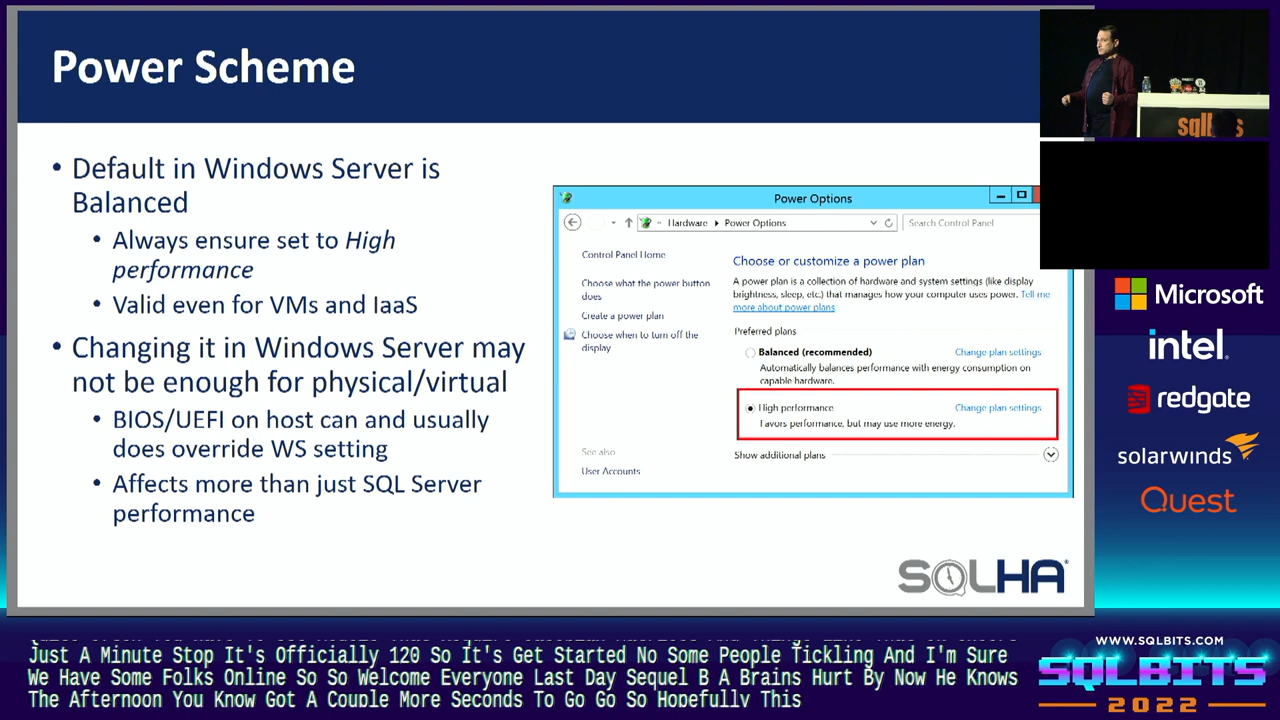 Power Scheme
• Default in Windows Server is
Balanced
• Always ensure set to High
performance
• Valid even for VMs and IaaS
• Changing it in Windows Server may
not be enough for physical/virtual
• BIOS/UEFI on host can and usually
does override WS setting
• Affects more than just SQL Server
performance
Power Options
Hardware ▸ Power Options
Search Control Panel
Control Panel Home
Choose what the power button
does
Create a power plan
Choose when to turn off the
display
See also
User Accounts
Choose or customize a power plan
A power plan is a collection of hardware and system settings (like display
brightness, sleep, etc.) that manages how your computer uses power. Tell me
more about power plans.
Preferred plans
Balanced (recommended)
Change plan settings
Automatically balances performance with energy consumption on
capable hardware.
High performance
Change plan settings
Favors performance, but may use more energy.
Show additional plans
SQLHA
Microsoft
intel.
redgate
solarwinds
Quest
Just A Minute Stop It's Officially 120 So It's Get Started No Some People Tickling And I'm Sure
We Have Some Folks Online So So Welcome Everyone Last Day Sequel B A Brains Hurt By Now He Knows
The Afternoon You Know Got A Couple More Seconds To Go Go So Hopefully This
WWW.SQLBITS.COM
SQLBITS
2022